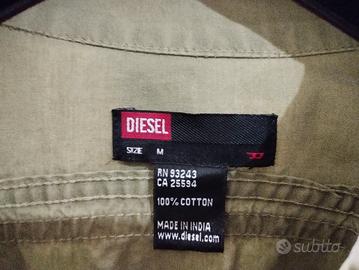 DIESEL
SIZE M
RN 93243
CA 25594
100% COTTON
MADE IN INDIA
www.diesel.com
subito